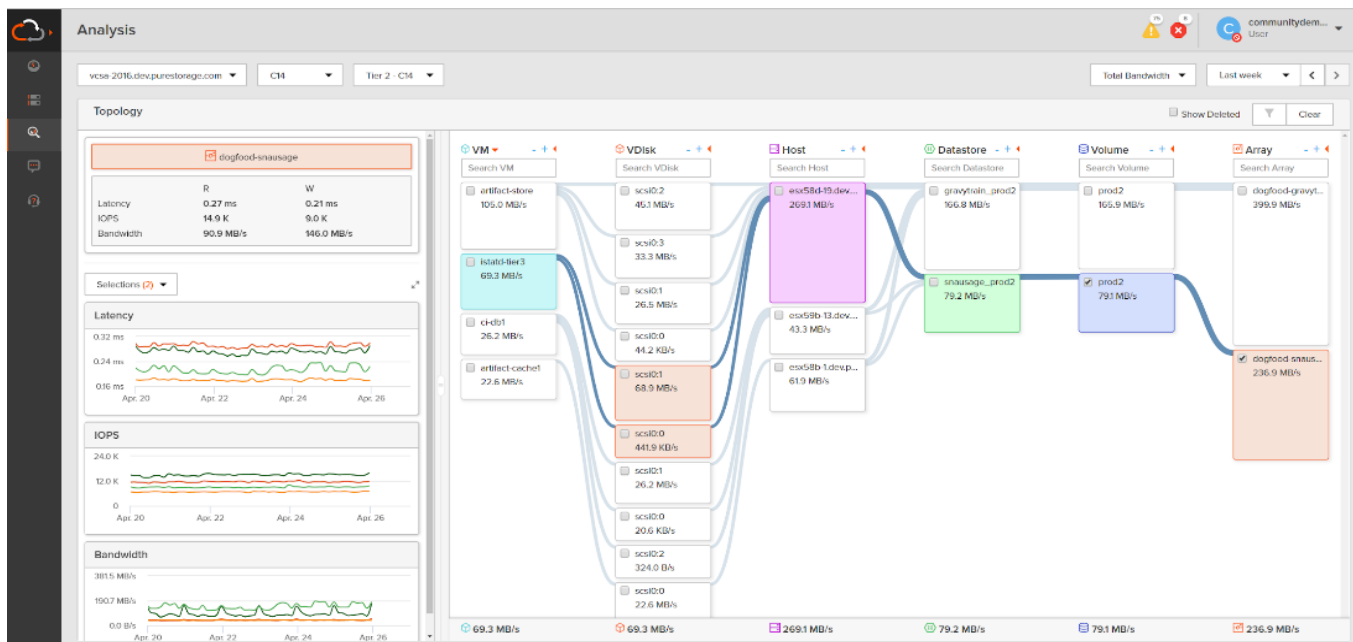 Analysis
75
8
C
communitydem...
User
vcsa-2016.dev.purestorage.com
C14
Tier 2 - C14
Total Bandwidth
Last week
< >
Topology
Show Deleted
Clear
dogfood-snausage
R W
Latency 0.27 ms 0.21 ms
IOPS 14.9 K 9.0 K
Bandwidth 90.9 MB/s 146.0 MB/s
Selections (2)
Latency
0.32 ms
0.24 ms
0.16 ms
Apr. 20 Apr. 22 Apr. 24 Apr. 26
IOPS
24.0 K
12.0 K
0
Apr. 20 Apr. 22 Apr. 24 Apr. 26
Bandwidth
381.5 MB/s
190.7 MB/s
0.0 B/s
Apr. 20 Apr. 22 Apr. 24 Apr. 26
VM - +
Search VM
artifact-store
105.0 MB/s
istatd-tier3
69.3 MB/s
ci-db1
26.2 MB/s
artifact-cache1
22.6 MB/s
69.3 MB/s
VDisk - +
Search VDisk
scsi0:2
45.1 MB/s
scsi0:3
33.3 MB/s
scsi0:1
26.5 MB/s
scsi0:0
44.2 KB/s
scsi0:1
68.9 MB/s
scsi0:0
441.9 KB/s
scsi0:1
26.2 MB/s
scsi0:0
20.6 KB/s
scsi0:2
324.0 B/s
scsi0:0
22.6 MB/s
69.3 MB/s
Host - +
Search Host
esx58d-19.dev...
269.1 MB/s
esx59b-13.dev...
43.3 MB/s
esx58b-1.dev.p...
61.9 MB/s
269.1 MB/s
Datastore - +
Search Datastore
gravytrain_prod2
166.8 MB/s
snausage_prod2
79.2 MB/s
79.2 MB/s
Volume - +
Search Volume
prod2
165.9 MB/s
prod2
79.1 MB/s
79.1 MB/s
Array - +
Search Array
dogfood-gravyt...
399.9 MB/s
dogfood-snaus...
236.9 MB/s
236.9 MB/s